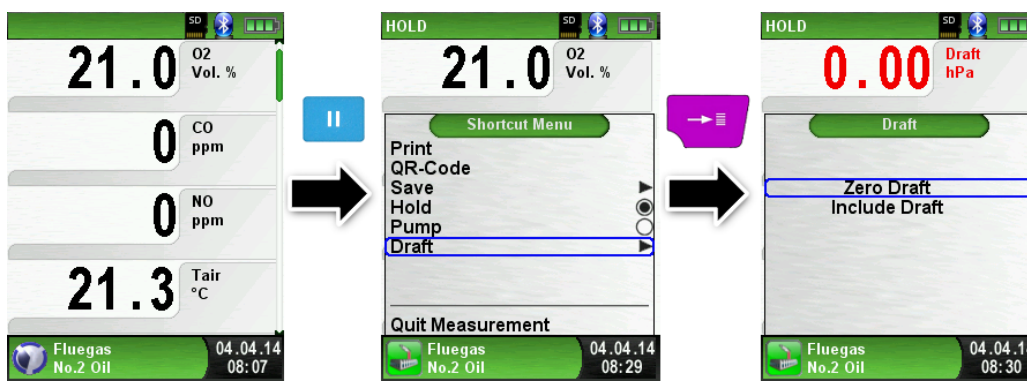 SD
21.0 O2
Vol. %
0 CO
ppm
0 NO
ppm
21.3 Tair
°C
Fluegas
No.2 Oil
04.04.14
08:07
HOLD
SD
21.0 O2
Vol. %
Shortcut Menu
Print
QR-Code
Save
Hold
Pump
Draft
Quit Measurement
Fluegas
No.2 Oil
04.04.14
08:29
HOLD
SD
0.00 Draft
hPa
Draft
Zero Draft
Include Draft
Fluegas
No.2 Oil
04.04.1
08:30